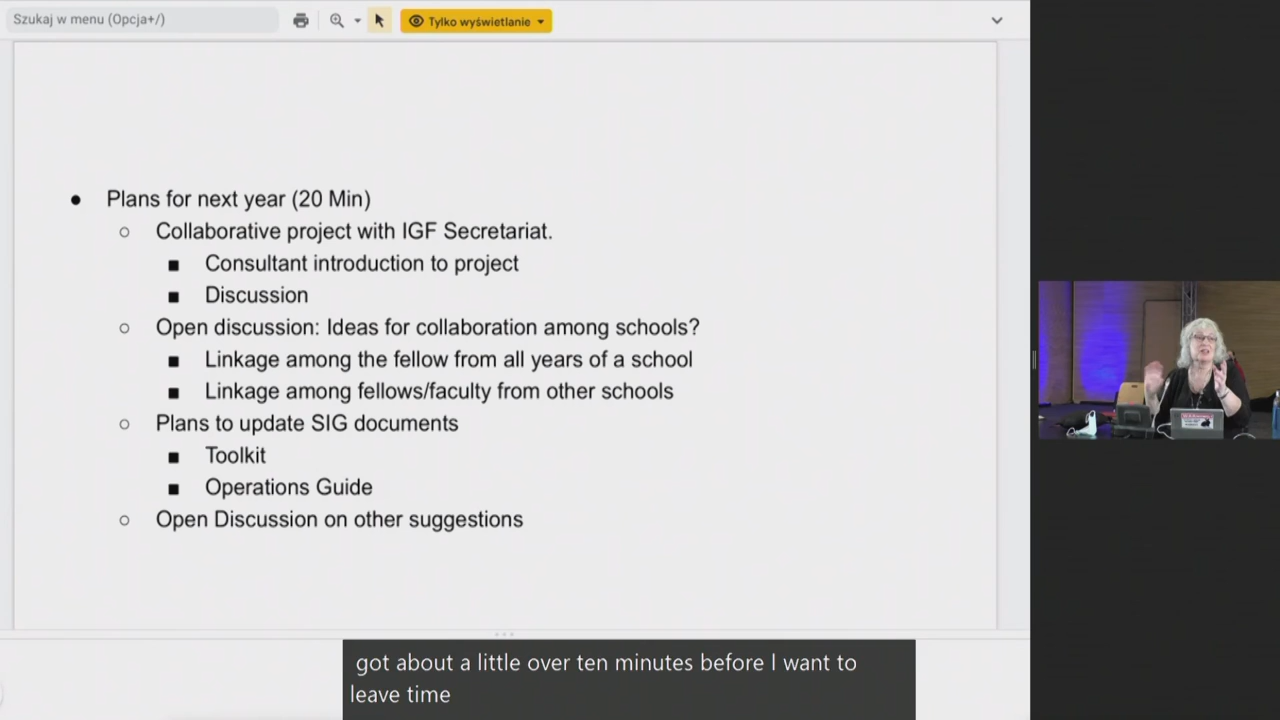 Szukaj w menu (Opcja+/)
Tylko wyświetlanie
● Plans for next year (20 Min)
○ Collaborative project with IGF Secretariat.
■ Consultant introduction to project
■ Discussion
○ Open discussion: Ideas for collaboration among schools?
■ Linkage among the fellow from all years of a school
■ Linkage among fellows/faculty from other schools
○ Plans to update SIG documents
■ Toolkit
■ Operations Guide
○ Open Discussion on other suggestions
got about a little over ten minutes before I want to
leave time